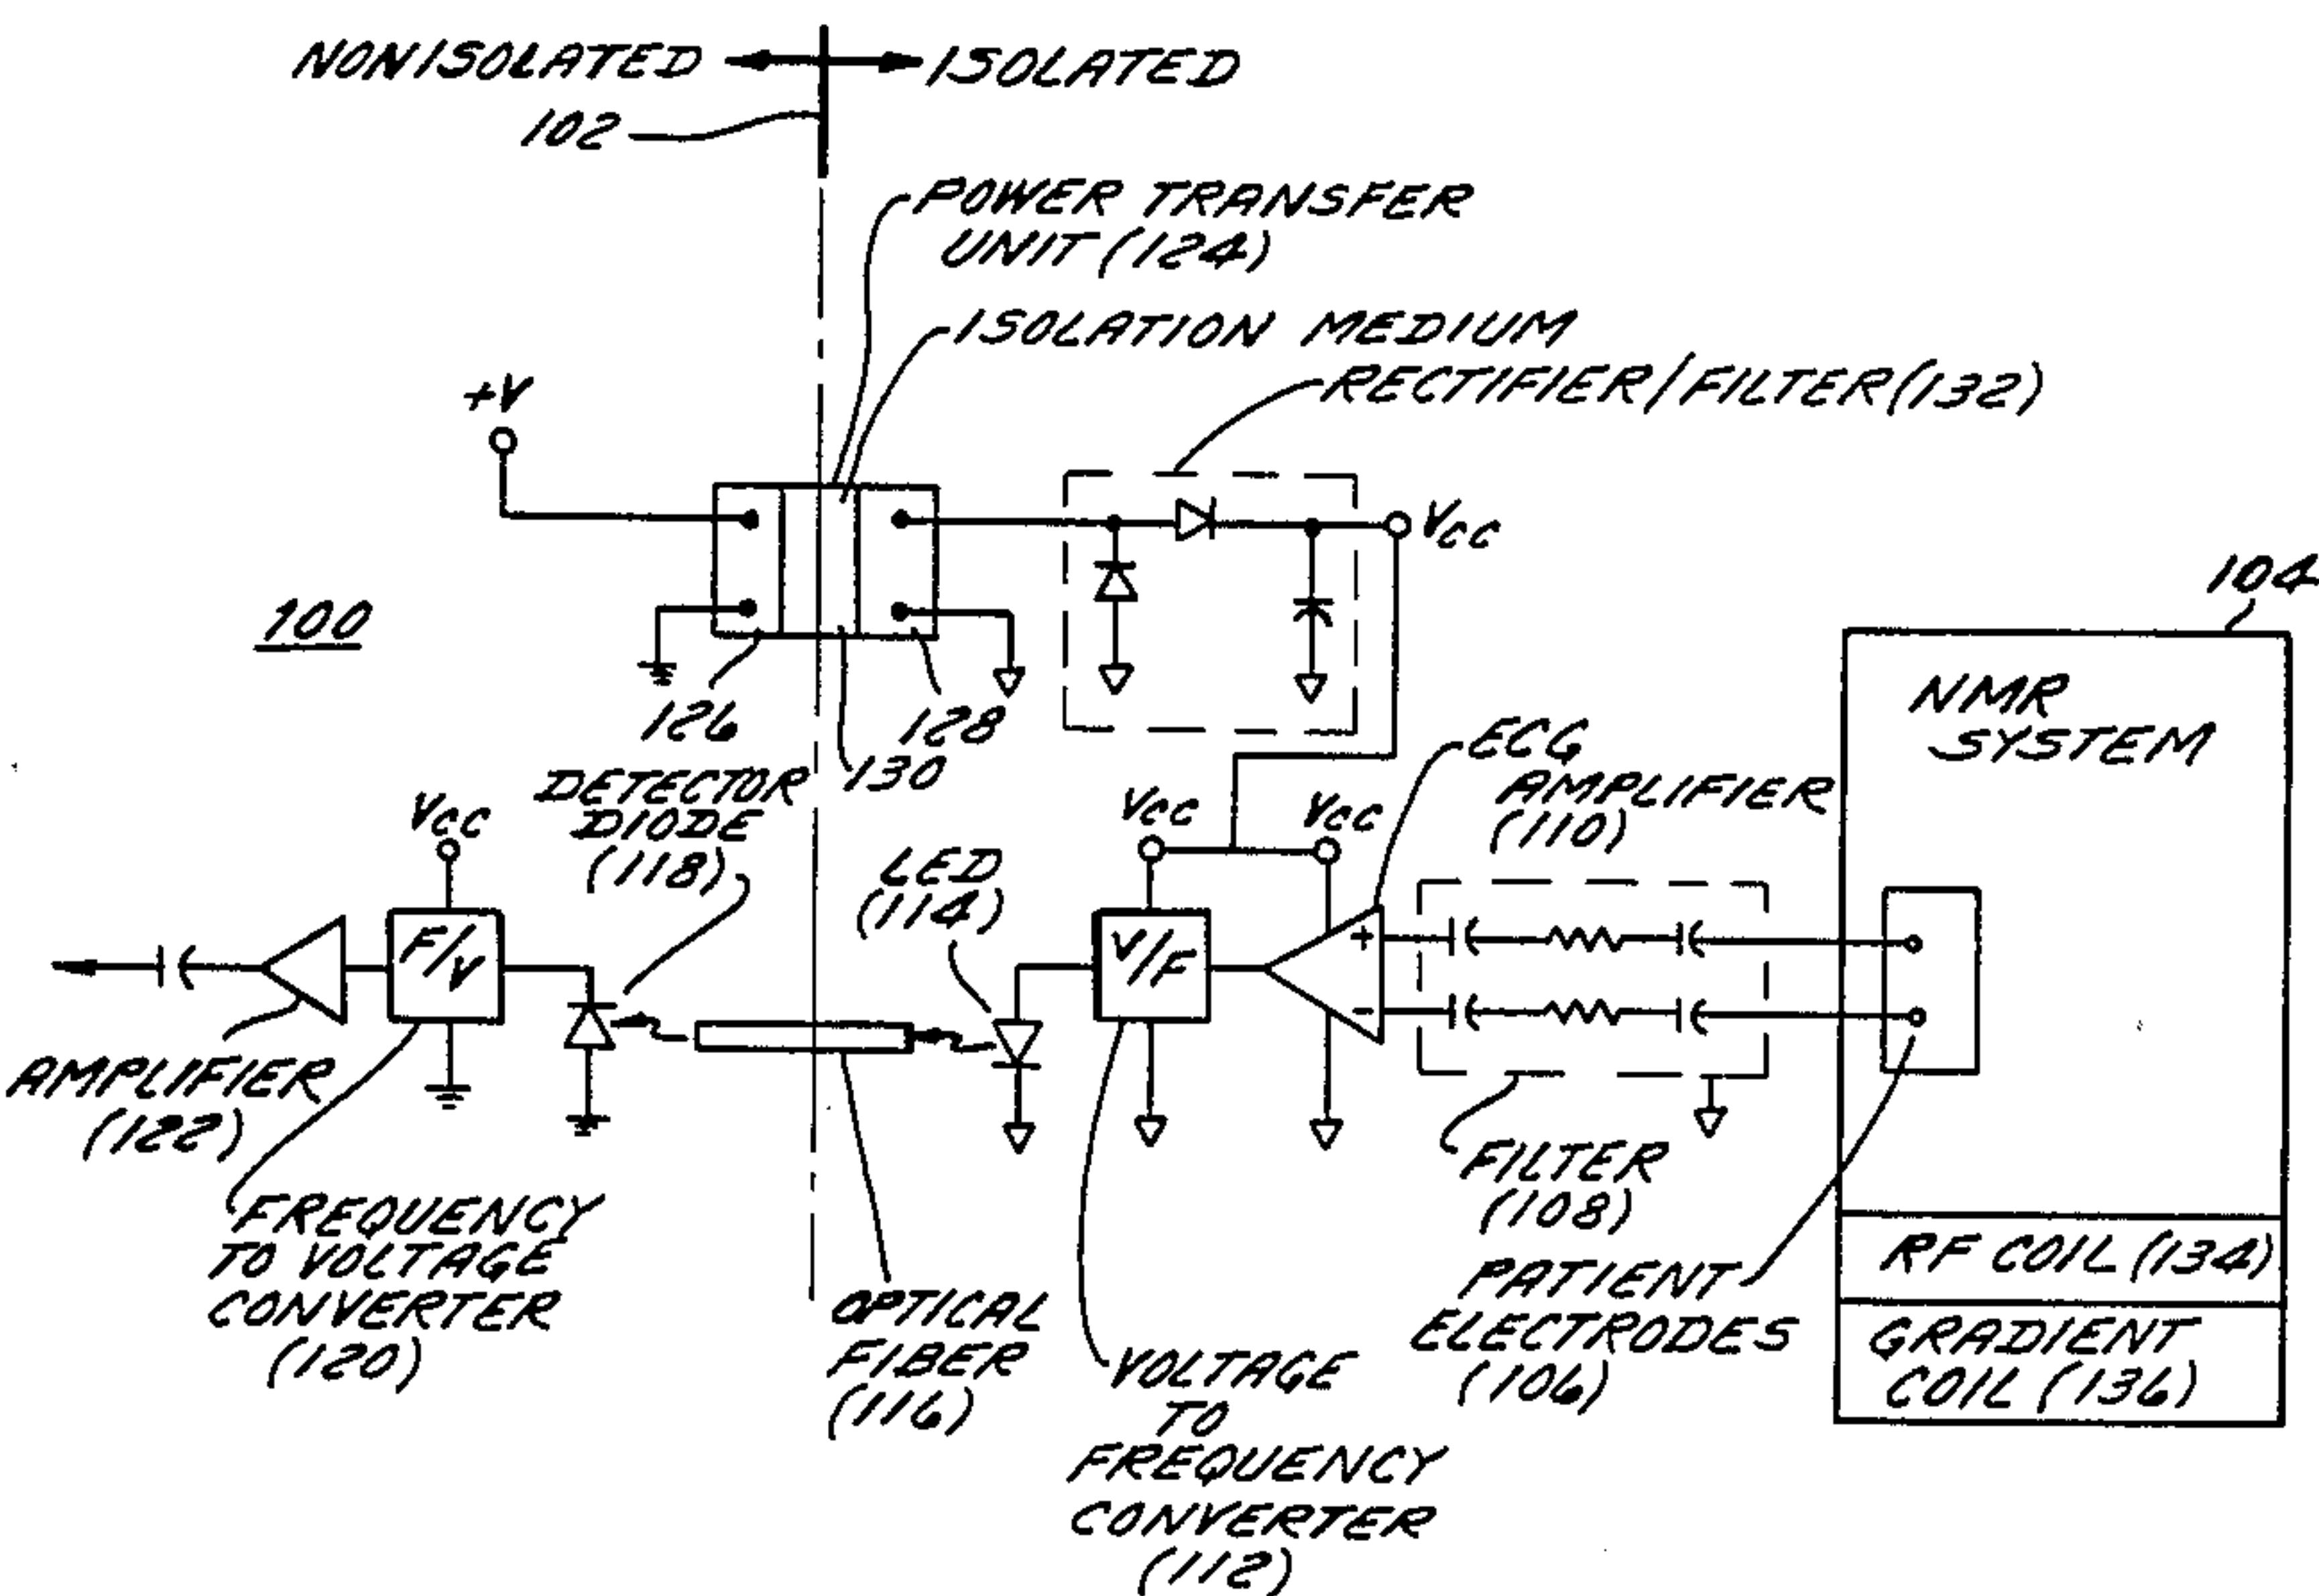 NONISOLATED
ISOLATED
102
POWER TRANSFER
UNIT (124)
ISOLATION MEDIUM
RECTIFIER/FILTER (132)
+V
VCC
104
100
NMR
SYSTEM
126
128
130
ECG
AMPLIFIER
(110)
DETECTOR
DIODE
(118)
VCC
VCC
VCC
LED
(114)
F/V
V/F
+
-
AMPLIFIER
(122)
FILTER
(108)
FREQUENCY
TO VOLTAGE
CONVERTER
(120)
OPTICAL
FIBER
(116)
VOLTAGE
TO
FREQUENCY
CONVERTER
(112)
PATIENT
ELECTRODES
(106)
RF COIL (134)
GRADIENT
COIL (136)